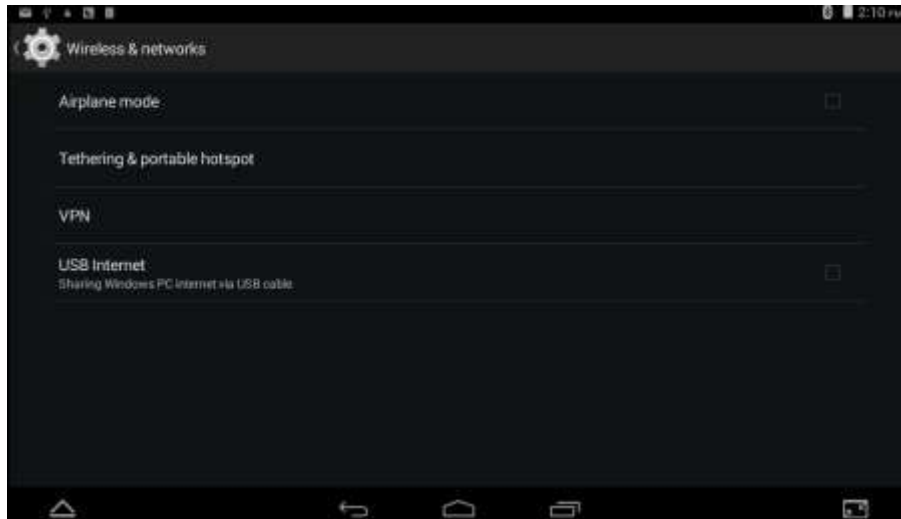 2:10 PM
Wireless & networks
Airplane mode
Tethering & portable hotspot
VPN
USB Internet
Sharing Windows PC internet via USB cable